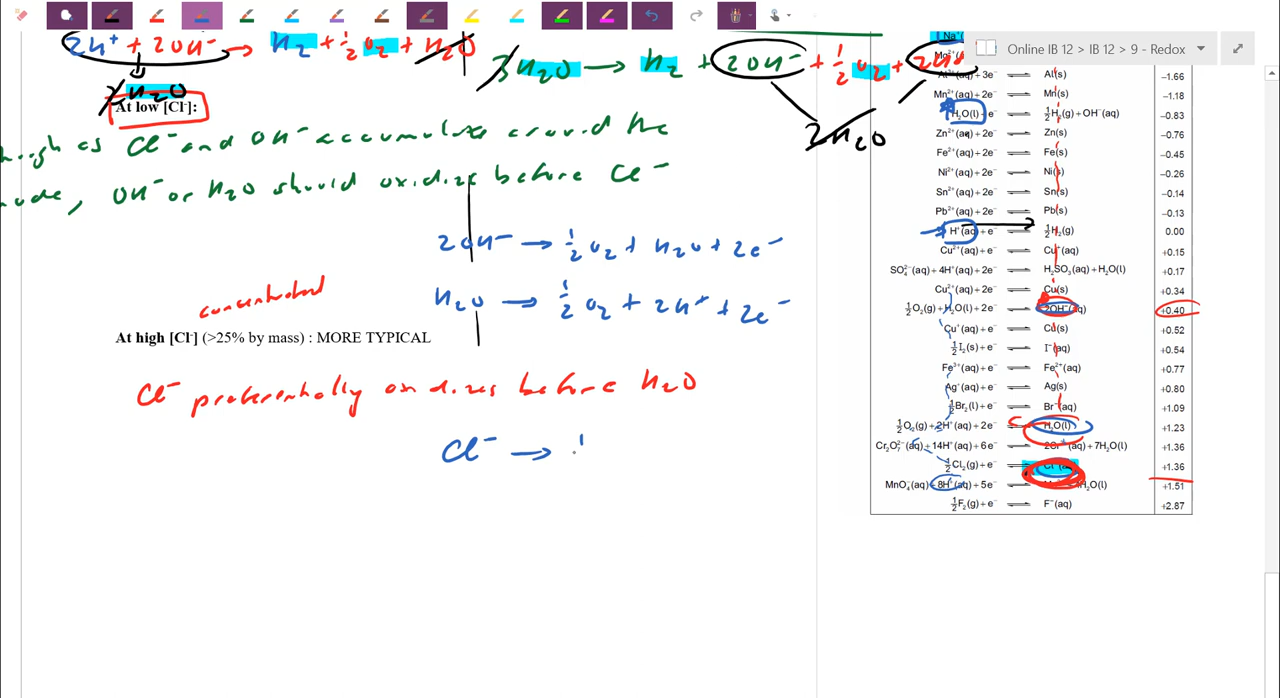 2H⁺ + 2OH⁻ → H₂ + ½O₂ + H₂O
2H₂O
3H₂O → H₂ + 2OH⁻ + ½O₂ + 2H⁺
2H₂O
At low [Cl⁻]:
though as Cl⁻ and OH⁻ accumulate around the
node, OH⁻ or H₂O should oxidize before Cl⁻
2OH⁻ → ½O₂ + H₂O + 2e⁻
H₂O → ½O₂ + 2H⁺ + 2e⁻
concentrated
At high [Cl⁻] (>25% by mass) : MORE TYPICAL
Cl⁻ preferentially oxidizes before H₂O
Cl⁻ → ¹
Online IB 12 > IB 12 > 9 - Redox
Al³⁺(aq) +3e⁻ ⇌ Al(s) −1.66
Mn²⁺(aq) + 2e⁻ ⇌ Mn(s) −1.18
H₂O(l) + e⁻ ⇌ ½H₂(g) + OH⁻(aq) −0.83
Zn²⁺(aq) + 2e⁻ ⇌ Zn(s) −0.76
Fe²⁺(aq) + 2e⁻ ⇌ Fe(s) −0.45
Ni²⁺(aq) + 2e⁻ ⇌ Ni(s) −0.26
Sn²⁺(aq) + 2e⁻ ⇌ Sn(s) −0.14
Pb²⁺(aq) + 2e⁻ ⇌ Pb(s) −0.13
H⁺(aq) + e⁻ ⇌ ½H₂(g) 0.00
Cu²⁺(aq) + e⁻ ⇌ Cu⁺(aq) +0.15
SO₄²⁻(aq) + 4H⁺(aq) + 2e⁻ ⇌ H₂SO₃(aq) + H₂O(l) +0.17
Cu²⁺(aq) + 2e⁻ ⇌ Cu(s) +0.34
½O₂(g) + H₂O(l) + 2e⁻ ⇌ 2OH⁻(aq) +0.40
Cu⁺(aq) + e⁻ ⇌ Cu(s) +0.52
½I₂(s) + e⁻ ⇌ I⁻(aq) +0.54
Fe³⁺(aq) + e⁻ ⇌ Fe²⁺(aq) +0.77
Ag⁺(aq) + e⁻ ⇌ Ag(s) +0.80
½Br₂(l) + e⁻ ⇌ Br⁻(aq) +1.09
½O₂(g) + 2H⁺(aq) + 2e⁻ ⇌ H₂O(l) +1.23
Cr₂O₇²⁻(aq) + 14H⁺(aq) + 6e⁻ ⇌ 2Cr³⁺(aq) + 7H₂O(l) +1.36
½Cl₂(g) + e⁻ ⇌ Cl⁻(aq) +1.36
MnO₄⁻(aq) + 8H⁺(aq) + 5e⁻ ⇌ H₂O(l) +1.51
½F₂(g) + e⁻ ⇌ F⁻(aq) +2.87